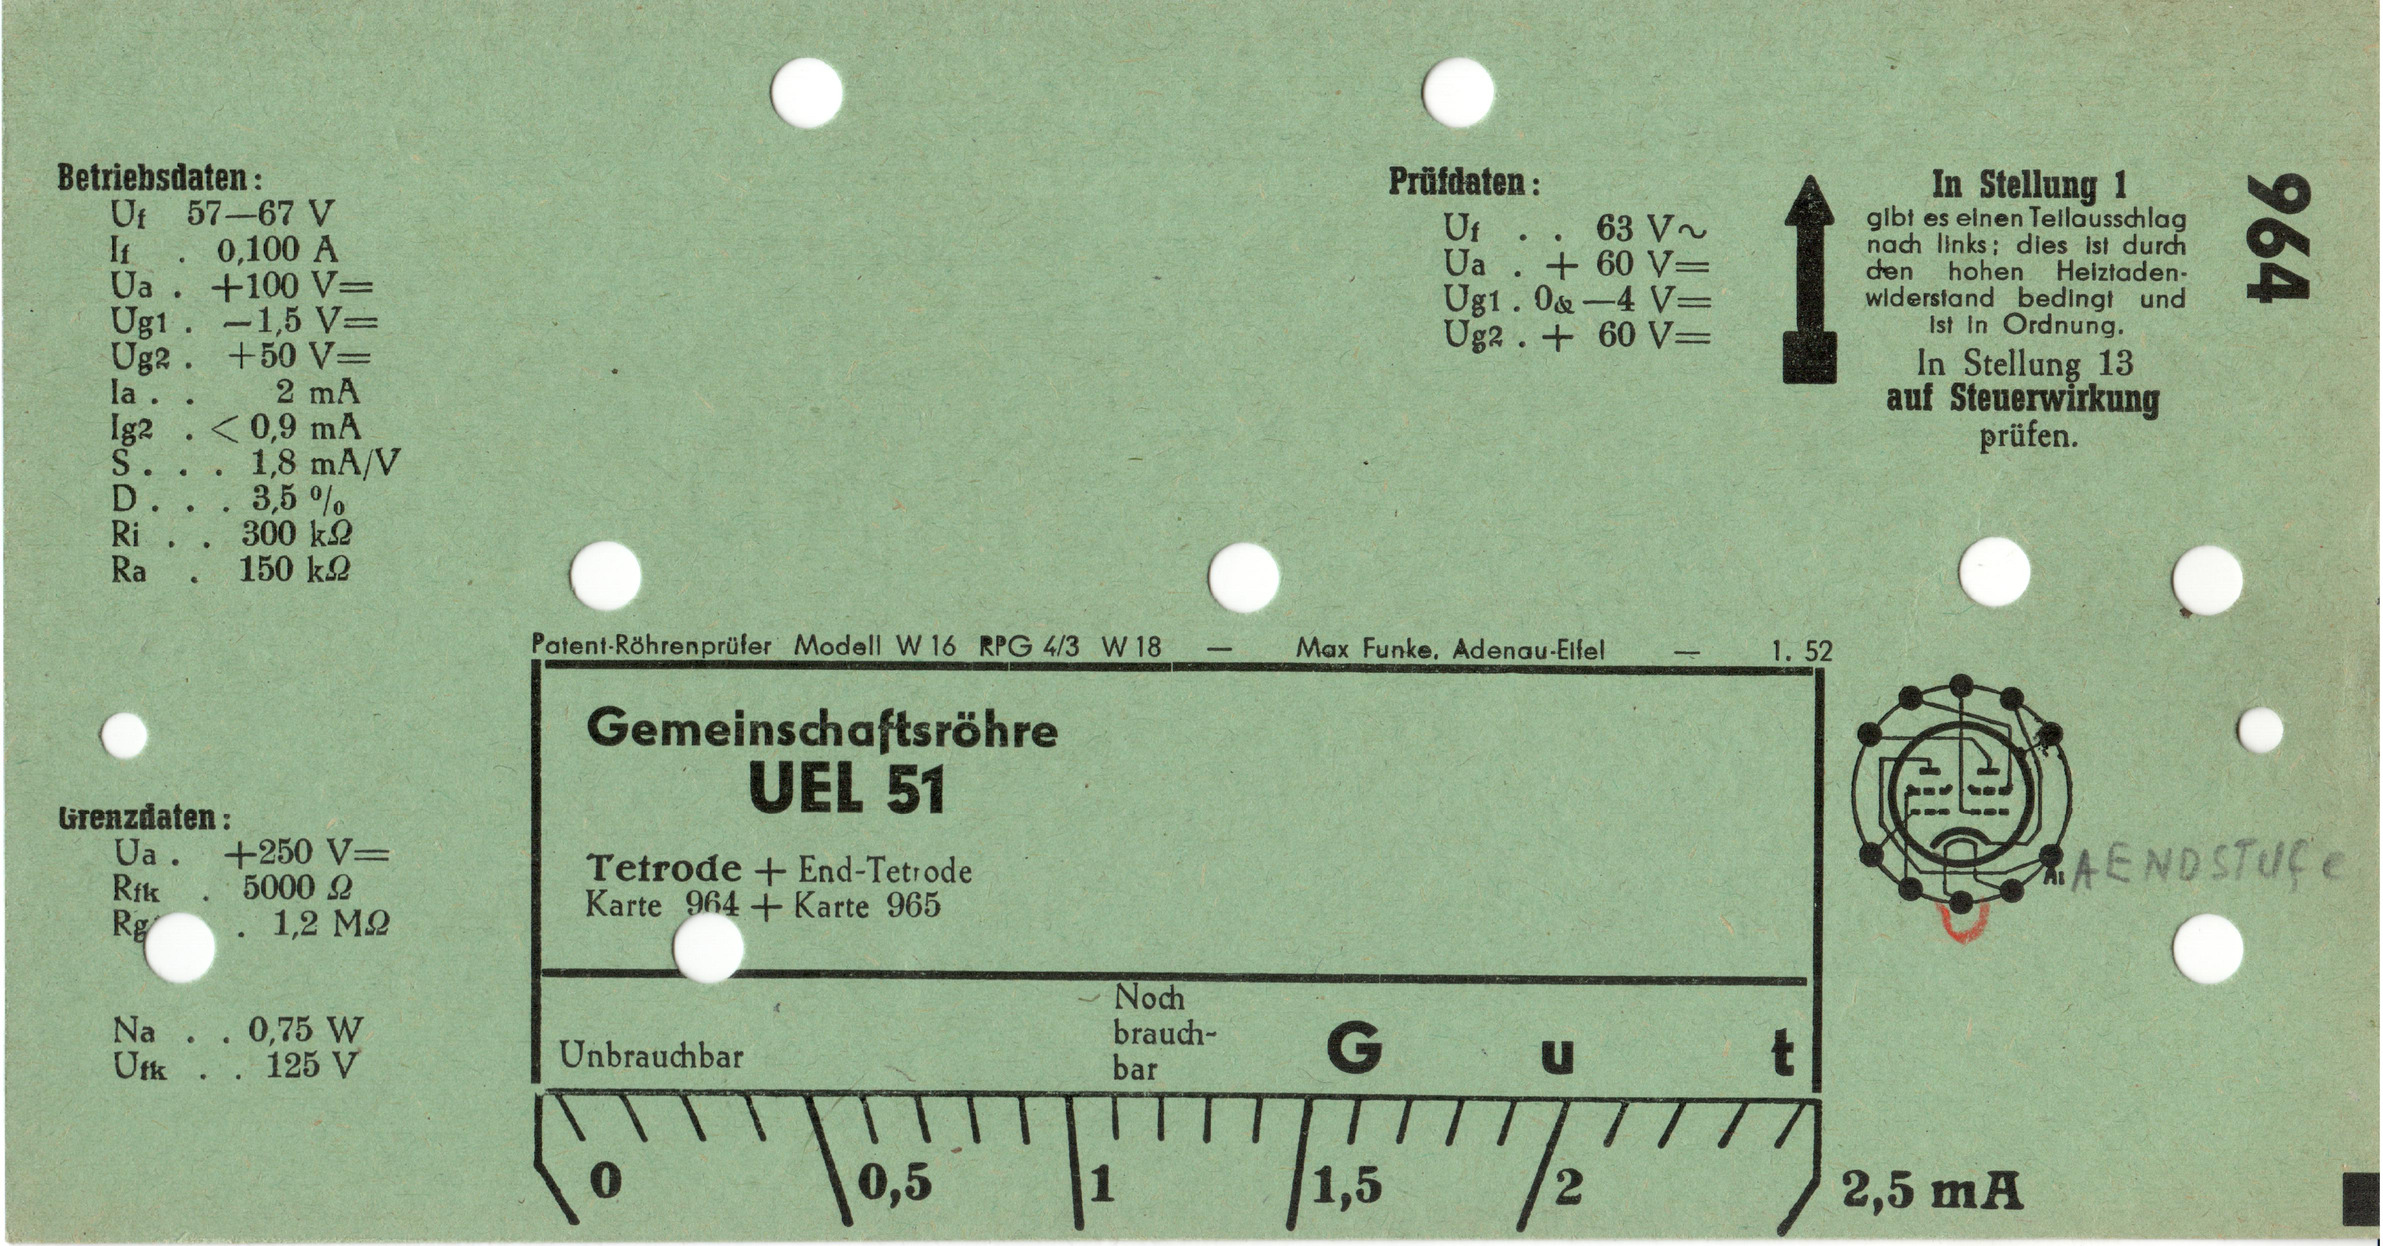 Betriebsdaten:
Uf 57—67 V
If . 0,100 A
Ua . +100 V=
Ug1 . —1,5 V=
Ug2 . +50 V=
Ia . . 2 mA
Ig2 . < 0,9 mA
S . . . 1,8 mA/V
D . . . 3,5 %
Ri . . 300 kΩ
Ra . 150 kΩ
Grenzdaten:
Ua . +250 V=
Rfk . 5000 Ω
Rg . 1,2 MΩ
Na . . 0,75 W
Ufk . . 125 V
Prüfdaten:
Uf . . 63 V~
Ua . + 60 V=
Ug1 . 0& —4 V=
Ug2 . + 60 V=
In Stellung 1
gibt es einen Teilausschlag
nach links; dies ist durch
den hohen Heizfaden-
widerstand bedingt und
ist in Ordnung.
In Stellung 13
auf Steuerwirkung
prüfen.
964
Patent-Röhrenprüfer Modell W 16 RPG 4/3 W 18 — Max Funke, Adenau-Eifel — 1. 52
Gemeinschaftsröhre
UEL 51
Tetrode + End-Tetrode
Karte 964 + Karte 965
Unbrauchbar
Noch
brauch-
bar
Gut
0 0,5 1 1,5 2 2,5 mA
A ENDSTUFE